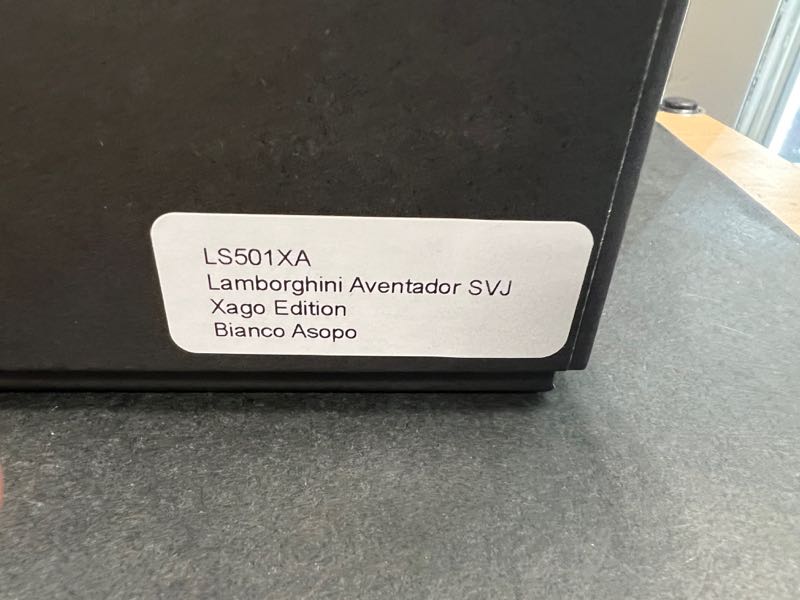 LS501XA
Lamborghini Aventador SVJ
Xago Edition
Bianco Asopo